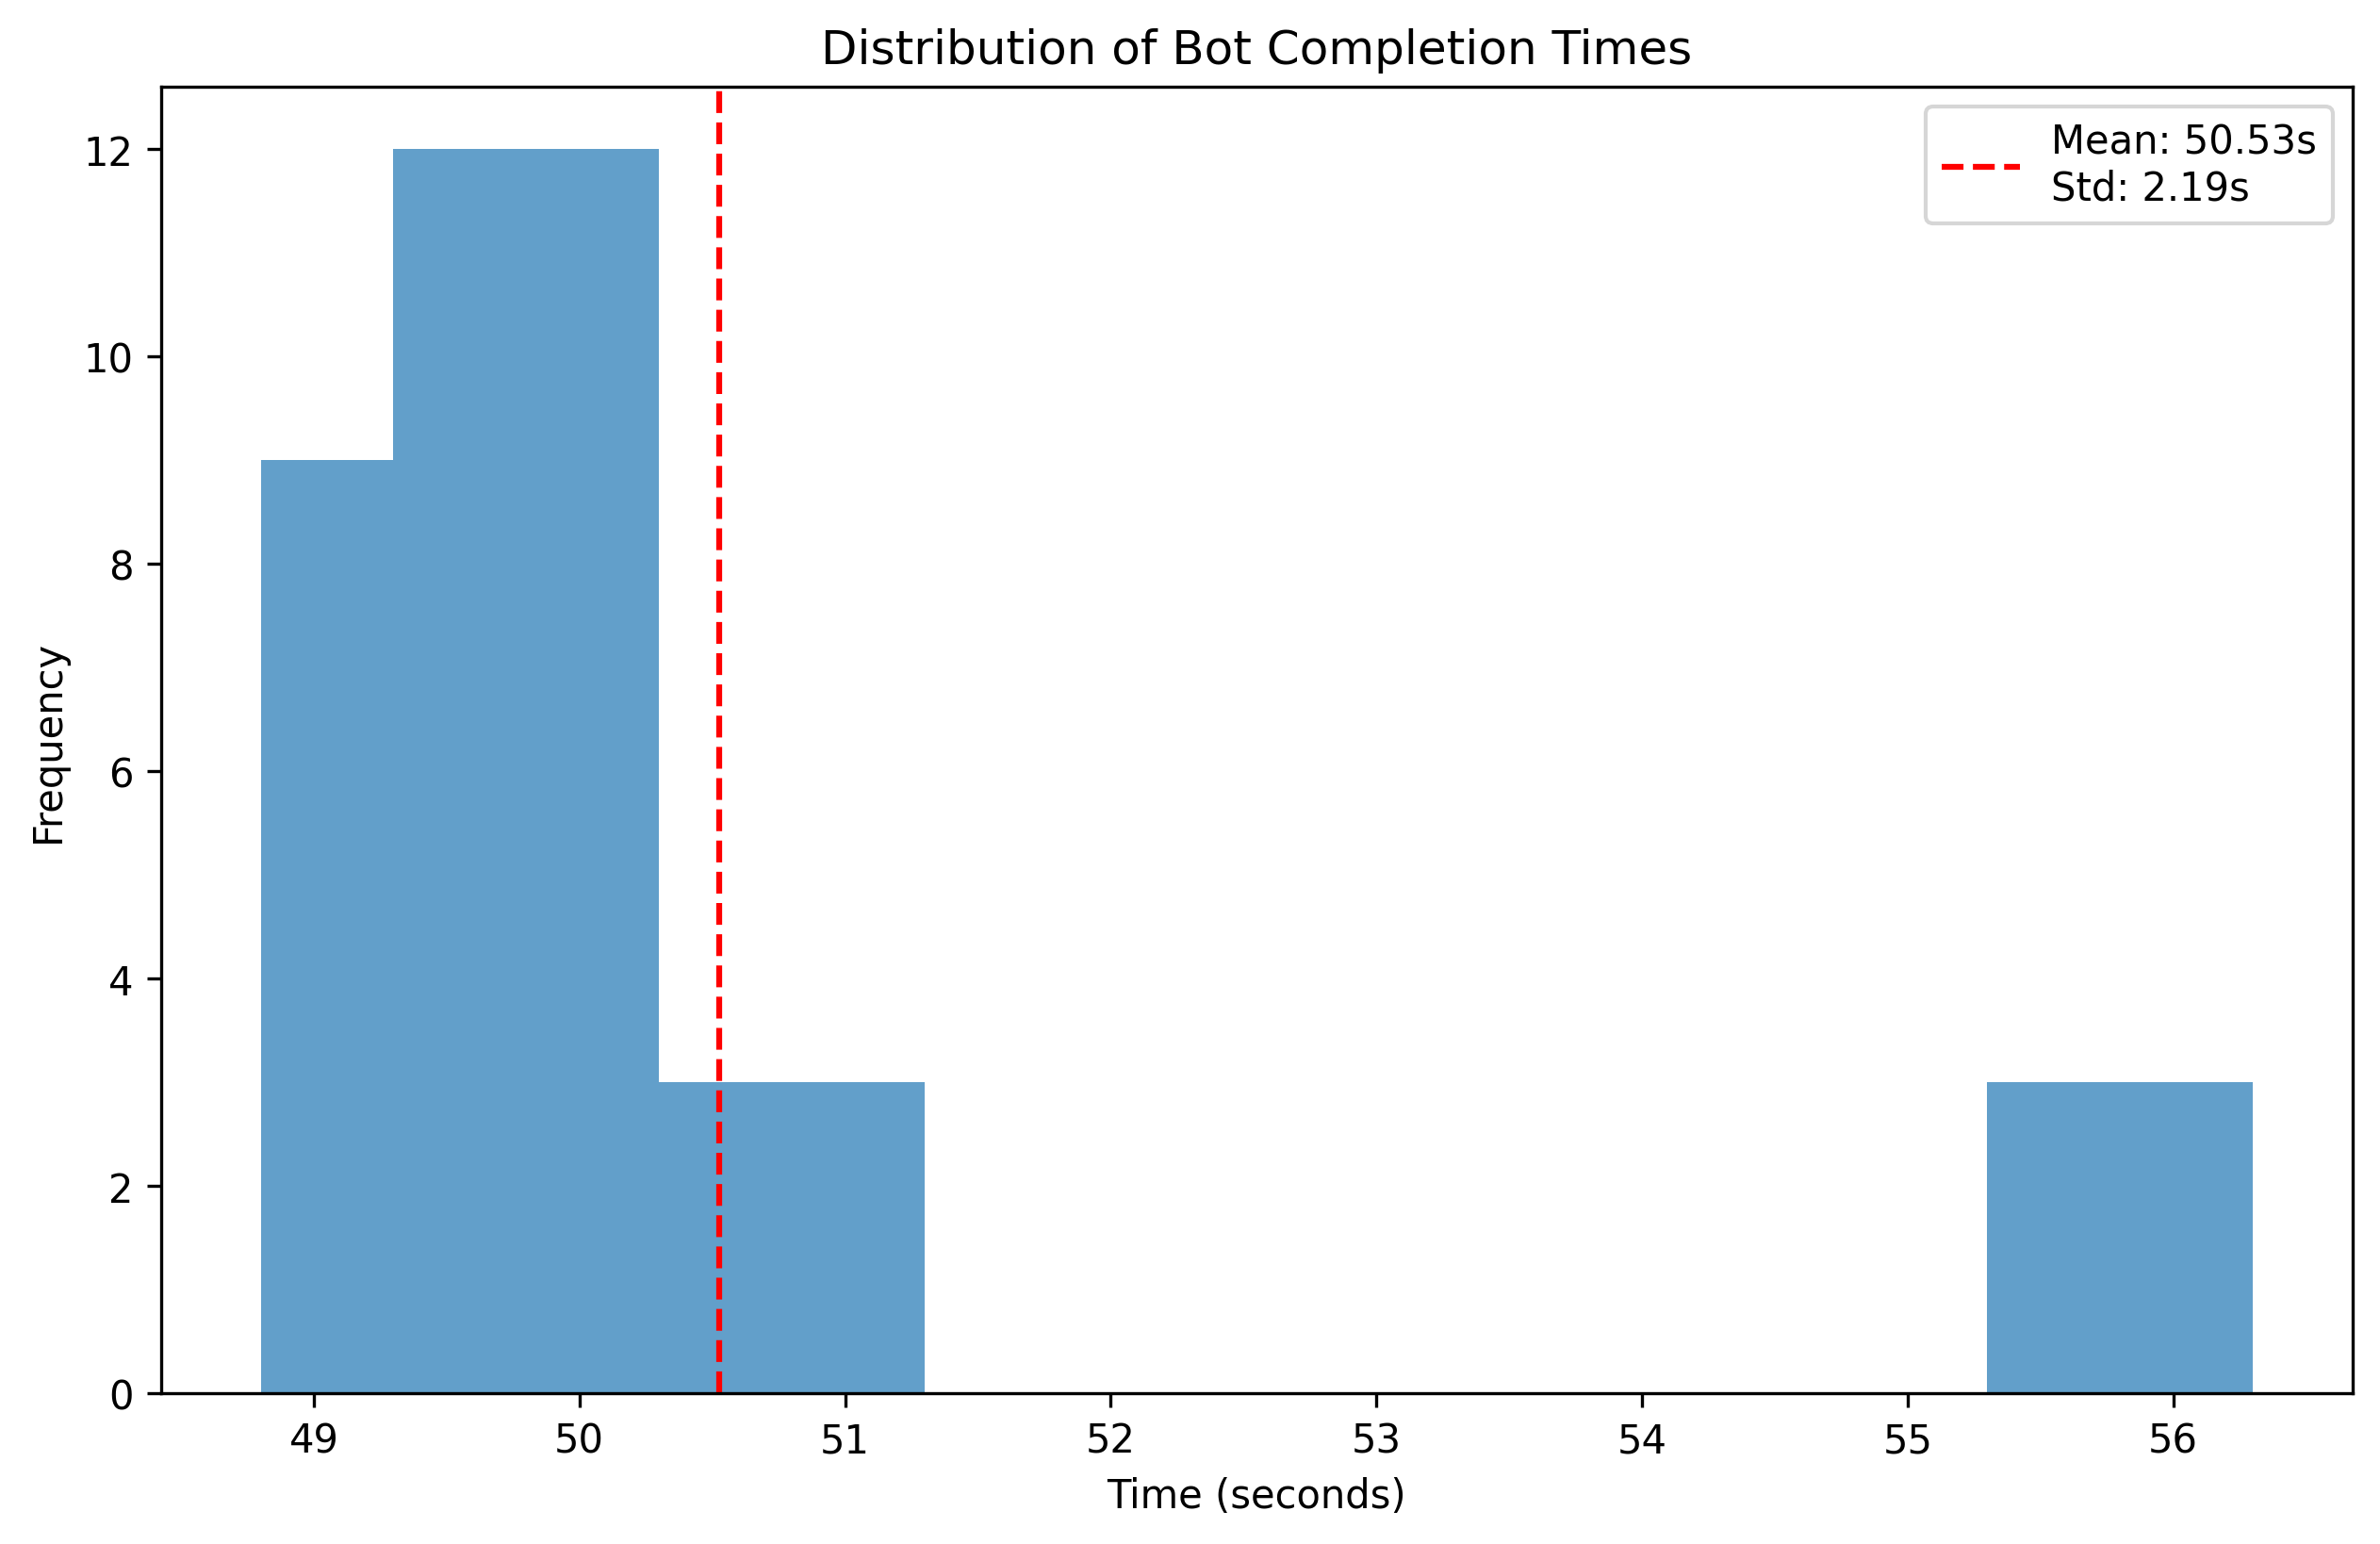 Distribution of Bot Completion Times
Mean: 50.53s
Std: 2.19s
Frequency
12
10
8
6
4
2
0
49 50 51 52 53 54 55 56
Time (seconds)